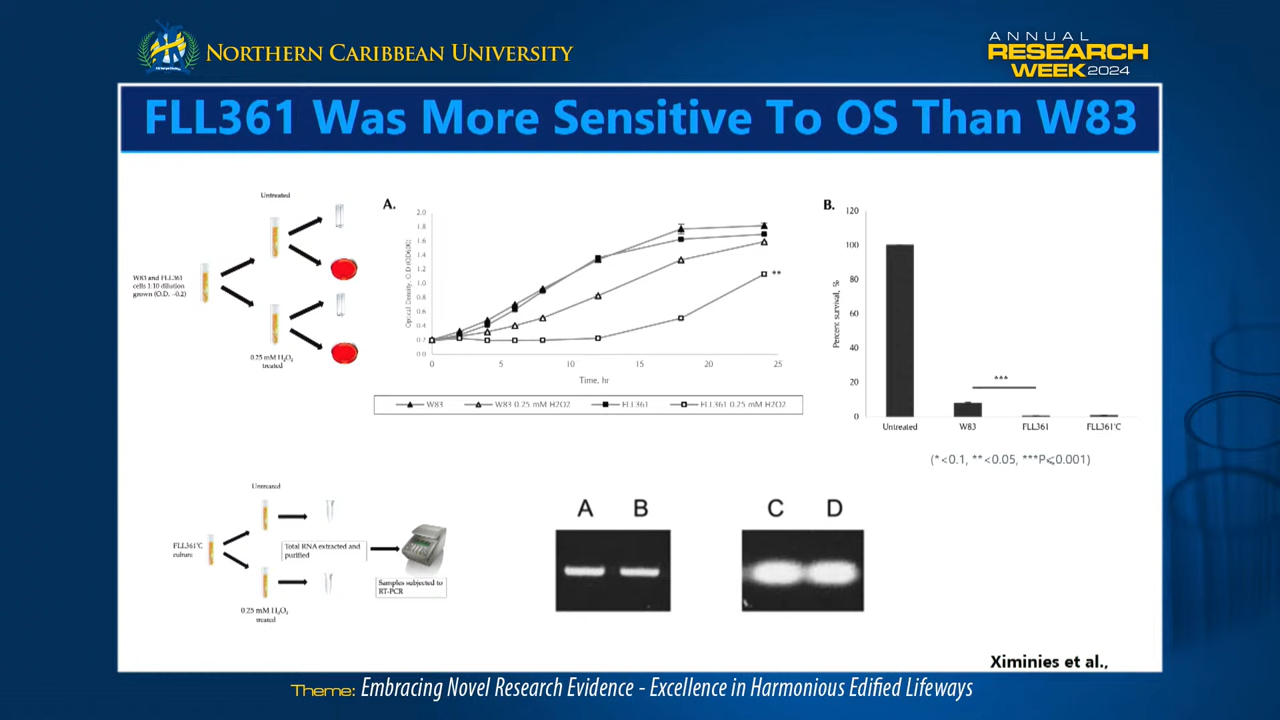 NORTHERN CARIBBEAN UNIVERSITY
ANNUAL
RESEARCH
WEEK 2024
FLL361 Was More Sensitive To OS Than W83
Untreated
W83 and FLL361
cells 1:10 dilution
grown (O.D. ~0.2)
0.25 mM H₂O₂
treated
A.
Optical Density, O.D (OD600)
2.0
1.8
1.6
1.4
1.2
1.0
0.8
0.6
0.4
0.2
0.0
**
0 5 10 15 20 25
Time, hr
W83 W83 0.25 mM H2O2 FLL361 FLL361 0.25 mM H2O2
B.
Percent survival, %
120
100
80
60
40
20
0
***
Untreated W83 FLL361 FLL361'C
(*<0.1, **<0.05, ***P⩽0.001)
Untreated
FLL361'C
culture
Total RNA extracted and
purified
Samples subjected to
RT-PCR
0.25 mM H₂O₂
treated
A B C D
Ximinies et al.,
Theme: Embracing Novel Research Evidence - Excellence in Harmonious Edified Lifeways